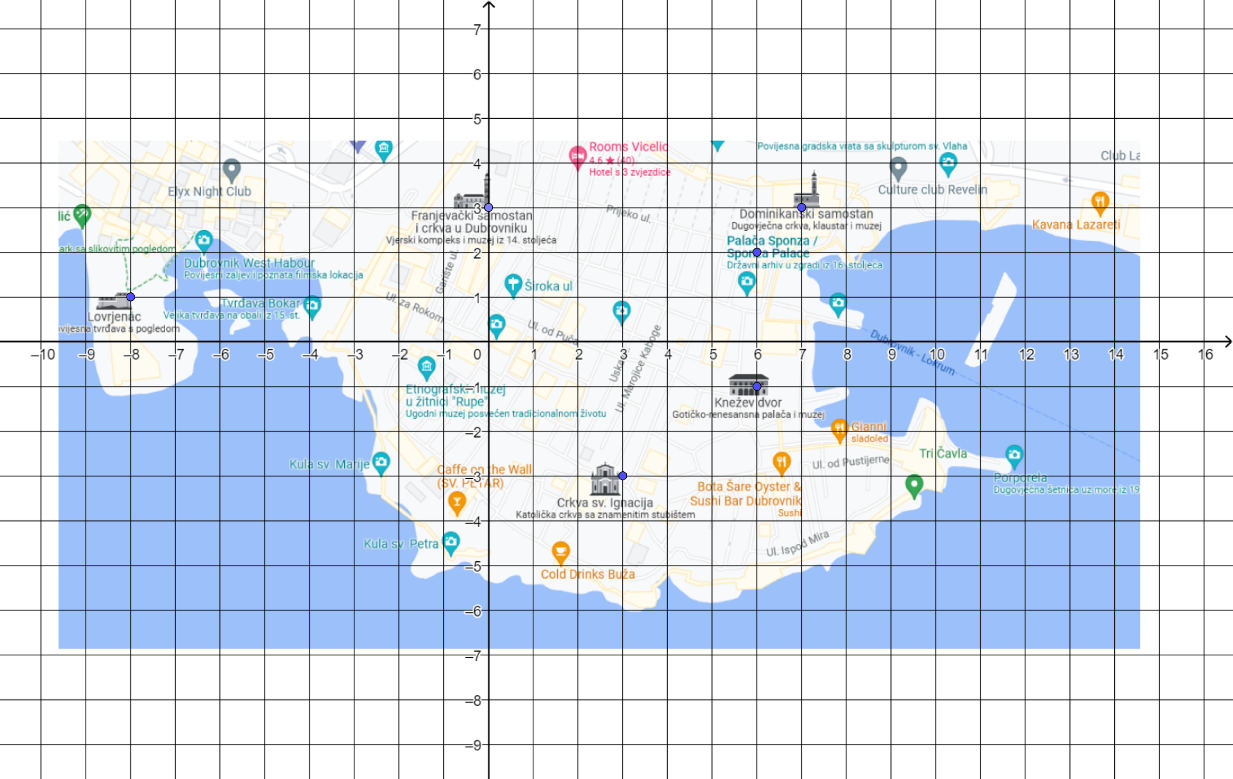 7
6
5
Rooms Vicelic
4,6 ★ (40)
Hotel s 3 zvjezdice
Povijesna gradska vrata sa skulpturom sv. Vlaha
Club La
4
Elyx Night Club
Culture club Revelin
lić
3
Franjevački samostan
i crkva u Dubrovniku
Vjerski kompleks i muzej iz 14. stoljeća
Prijeko ul.
Dominikanski samostan
Dugovječna crkva, klaustar i muzej
Kavana Lazareti
ark sa slikovitim pogledom
Palača Sponza /
Sponza Palace
Državni arhiv u zgradi iz 16. stoljeća
2
Dubrovnik West Harbour
Povijesni zaljev i poznata filmska lokacija
Garište ul.
Široka ul
1
Tvrđava Bokar
Velika tvrđava na obali iz 15. st.
Ul. za Rokom
Lovrjenac
vijesna tvrđava s pogledom
Ul. od Puča
Dubrovnik - Lokrum
−10 −9 −8 −7 −6 −5 −4 −3 −2 −1 0 1 2 3 4 5 6 7 8 9 10 11 12 13 14 15 16
Ul. Marojice Kaboge
−1
Etnografski muzej
u žitnici "Rupe"
Ugodni muzej posvećen tradicionalnom životu
Knežev dvor
Gotičko-renesansna palača i muzej
−2
Gianni
sladoled
Tri Čavla
Kula sv. Marije
Caffe on the Wall
(SV. PETAR)
Ul. od Pustijerne
−3
Porporela
Dugovječna šetnica uz more iz 19
Bota Šare Oyster &
Sushi Bar Dubrovnik
Sushi
Crkva sv. Ignacija
Katolička crkva sa znamenitim stubištem
−4
Kula sv. Petra
Ul. Ispod Mira
−5
Cold Drinks Buža
−6
−7
−8
−9